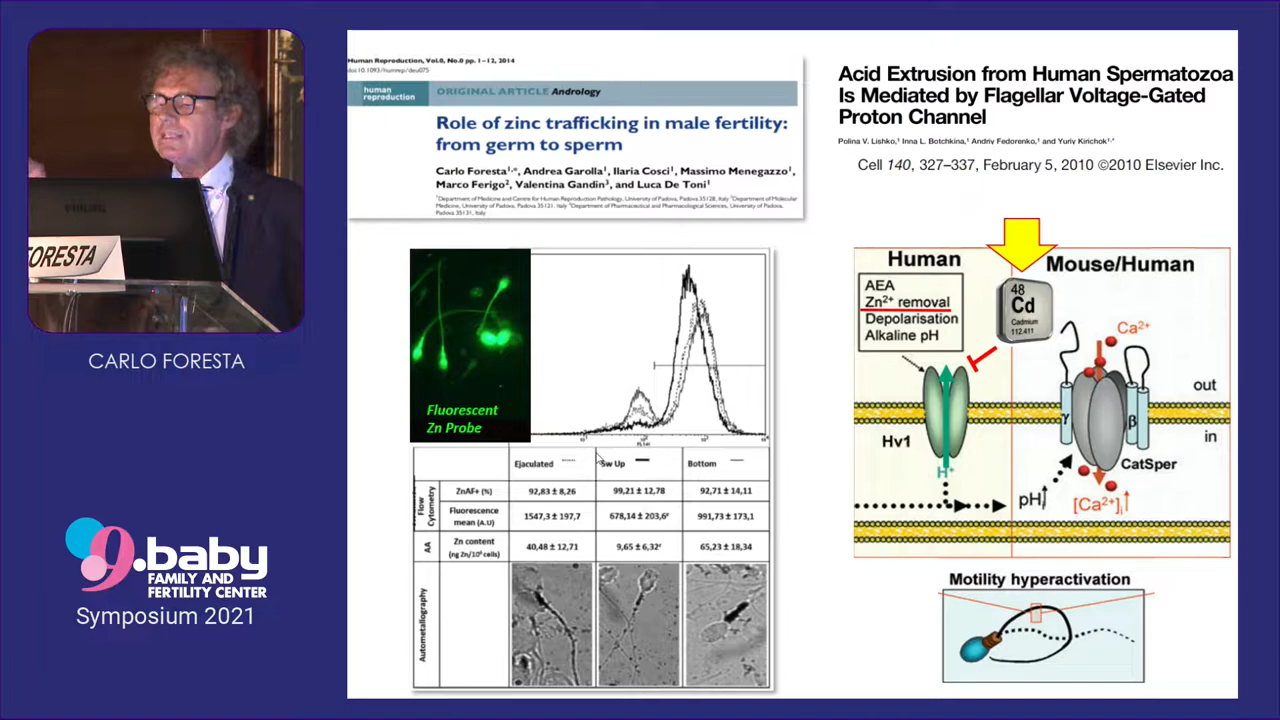 FORESTA
CARLO FORESTA
9.baby
FAMILY AND
FERTILITY CENTER
Symposium 2021
Human Reproduction, Vol.0, No.0 pp. 1–12, 2014
doi:10.1093/humrep/deu075
human
reproduction
ORIGINAL ARTICLE Andrology
Role of zinc trafficking in male fertility:
from germ to sperm
Carlo Foresta1,*, Andrea Garolla1, Ilaria Cosci1, Massimo Menegazzo1,
Marco Ferigo2, Valentina Gandin3, and Luca De Toni1
1Department of Medicine and Centre for Human Reproduction Pathology, University of Padova, Padova 35128, Italy 2Department of Molecular
Medicine, University of Padova, Padova 35121, Italy 3Department of Pharmaceutical and Pharmacological Sciences, University of Padova,
Padova 35131, Italy
Fluorescent
Zn Probe
Ejaculated
Sw Up
Bottom
Flow
Cytometry
ZnAF+ (%)
92,83 ± 8,26
99,21 ± 12,78
92,71 ± 14,11
Fluorescence
mean (A.U)
1547,3 ± 197,7
678,14 ± 203,6
991,73 ± 173,1
AA
Zn content
(ng Zn/10⁶ cells)
40,48 ± 12,71
9,65 ± 6,32
65,23 ± 18,34
Autometallography
Acid Extrusion from Human Spermatozoa
Is Mediated by Flagellar Voltage-Gated
Proton Channel
Polina V. Lishko,1 Inna L. Botchkina,1 Andriy Fedorenko,1 and Yuriy Kirichok1,*
Cell 140, 327–337, February 5, 2010 ©2010 Elsevier Inc.
Human
Mouse/Human
AEA
Zn2+ removal
Depolarisation
Alkaline pH
48
Cd
Cadmium
112.411
Ca2+
out
in
γ
β
Hv1
H+
CatSper
pH
[Ca2+]i
Motility hyperactivation